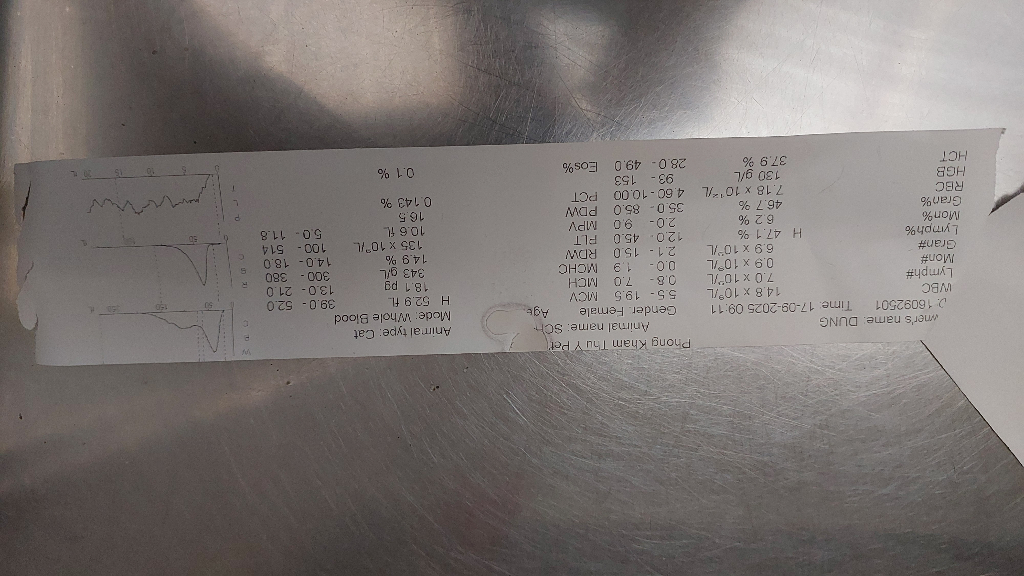 Phong Kham Thu Y Pet
wner's name: DUNG Animal name: Animal type: Cat
16092501 Time: 17-09-2025 09:11 Gender: Female Mode: Whole Blood
WBC 14.8 x 10⁹/L 5.5 - 19.5 MCV H 52.8 fL 39.0 - 52.0
Lymph# 7.0 x 10⁹/L 0.8 - 7.0 MCH 18.1 pg 13.0 - 21.0
Mon# 0.9 x 10⁹/L 0.0 - 1.9 MCHC 343 g/L 300 - 380
Gran# 6.9 x 10⁹/L 2.1 - 15.0 RDW 14.9 % 14.0 - 18.0
Lymph% H 47.1 % 12.0 - 45.0 PLT 135 x 10⁹/L 100 - 514
Mon% 6.2 % 2.0 - 9.0 MPV 10.6 fL 5.0 - 11.8
Gran% 46.7 % 35.0 - 85.0 PDW 16.5
RBC 7.18 x 10¹²/L 4.60 - 10.00 PCT 0.143 %
HGB 130 g/L 93 - 153
HCT 37.9 % 28.0 - 49.0 Eos% 0.1 %